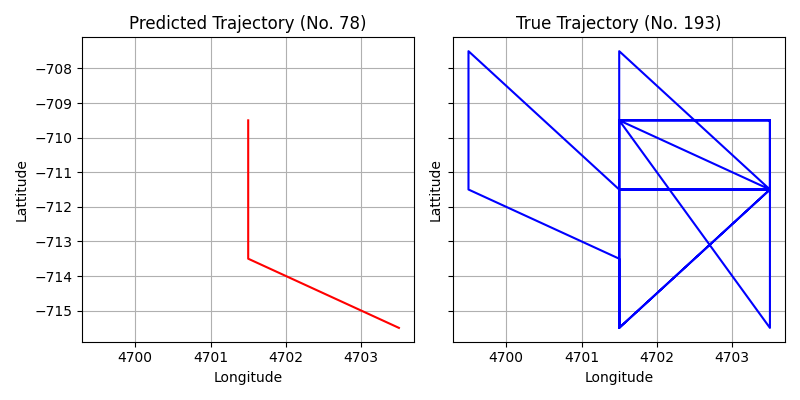 Predicted Trajectory (No. 78)
True Trajectory (No. 193)
−708
−709
−710
−711
−712
−713
−714
−715
Lattitude
Lattitude
4700
4701
4702
4703
4700
4701
4702
4703
Longitude
Longitude